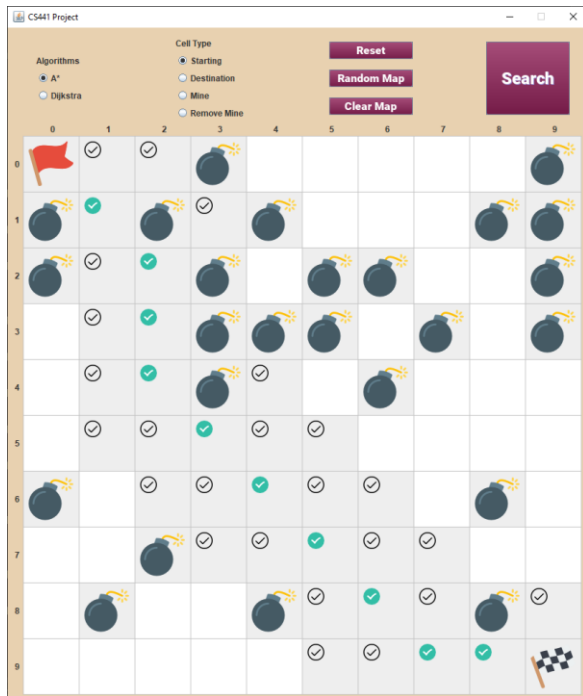 CS441 Project
Cell Type
Algorithms
Starting
A*
Destination
Dijkstra
Mine
Remove Mine
Reset
Random Map
Clear Map
Search
0 1 2 3 4 5 6 7 8 9
0
1
2
3
4
5
6
7
8
9